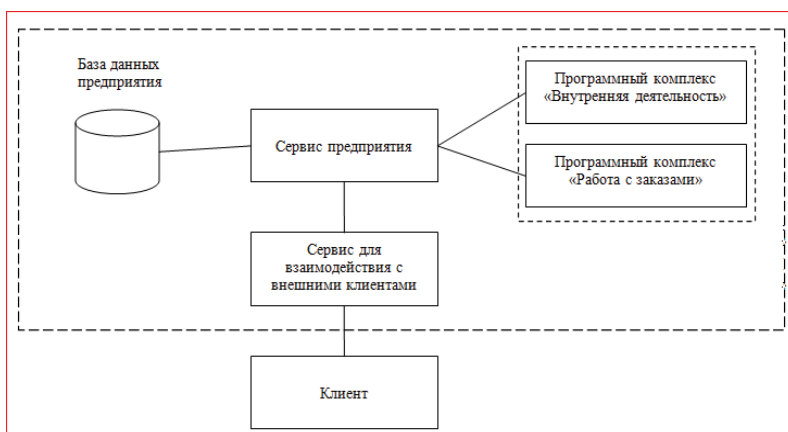 База данных
предприятия
Программный комплекс
«Внутренняя деятельность»
Сервис предприятия
Программный комплекс
«Работа с заказами»
Сервис для
взаимодействия с
внешними клиентами
Клиент